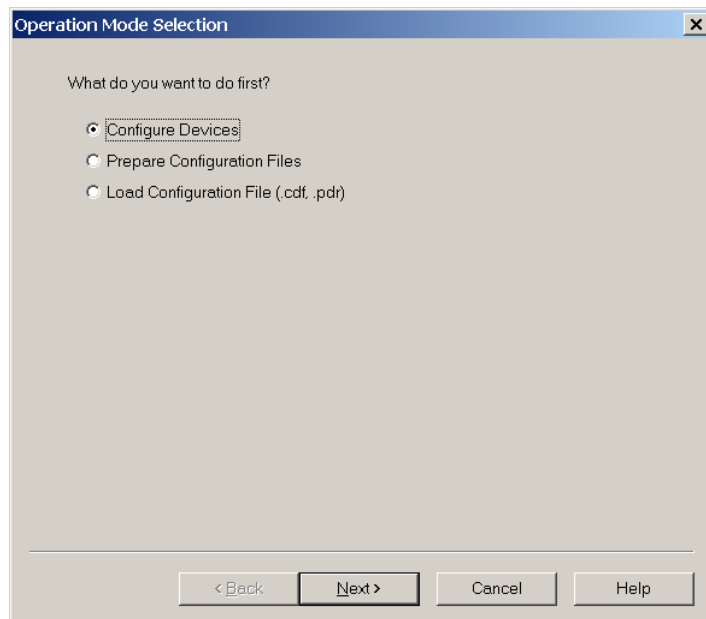 Operation Mode Selection
What do you want to do first?
Configure Devices
Prepare Configuration Files
Load Configuration File (.cdf, .pdr)
< Back Next > Cancel Help